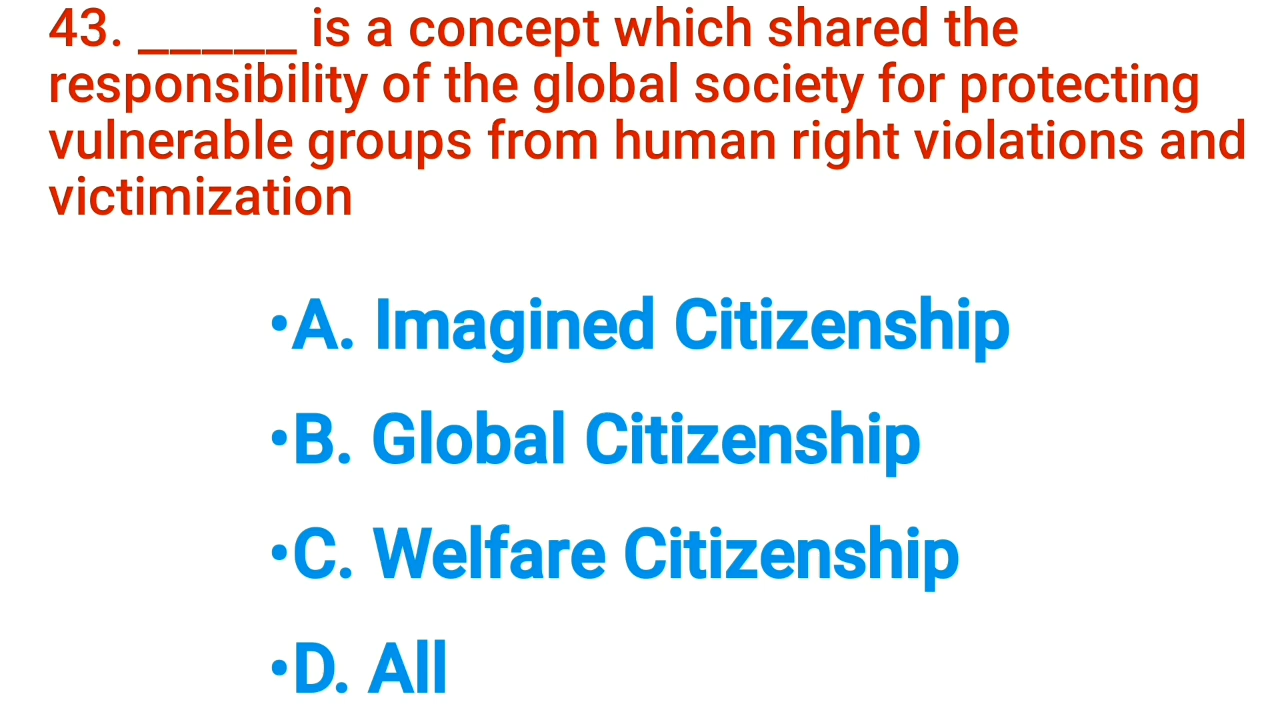 43. _____ is a concept which shared the
responsibility of the global society for protecting
vulnerable groups from human right violations and
victimization
•A. Imagined Citizenship
•B. Global Citizenship
•C. Welfare Citizenship
•D. All